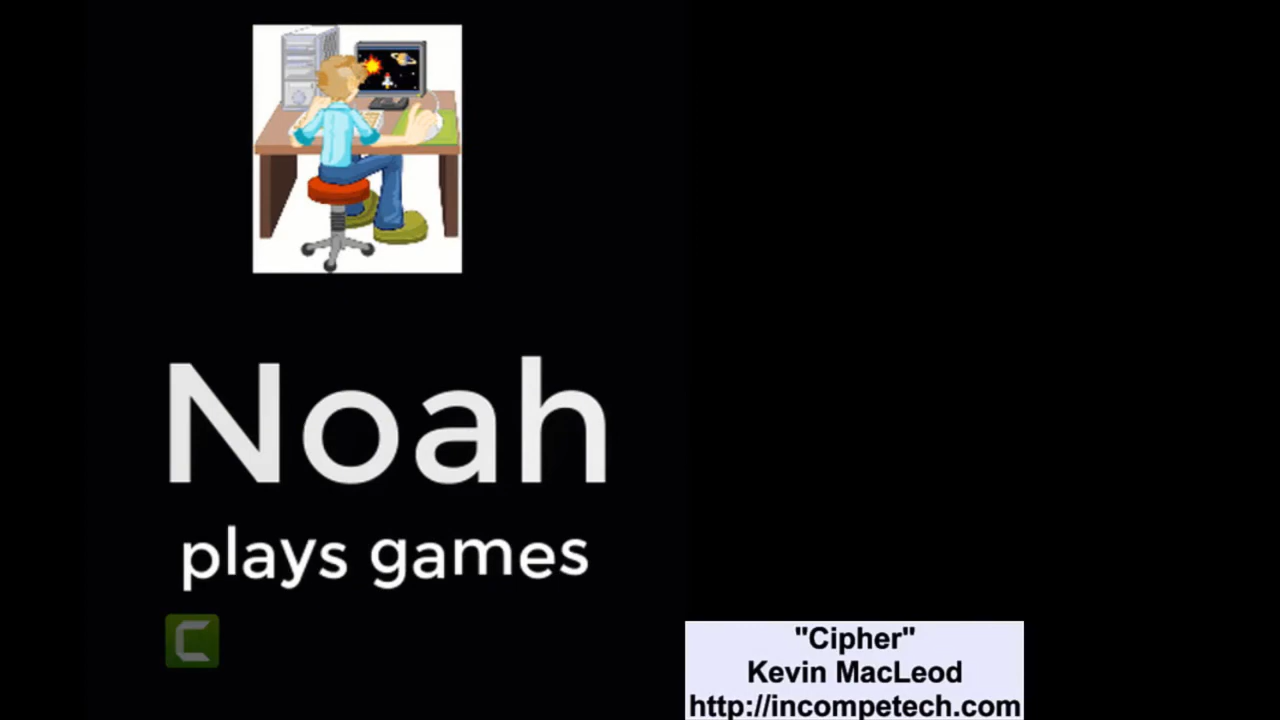 Noah
plays games
C
"Cipher"
Kevin MacLeod
http://incompetech.com